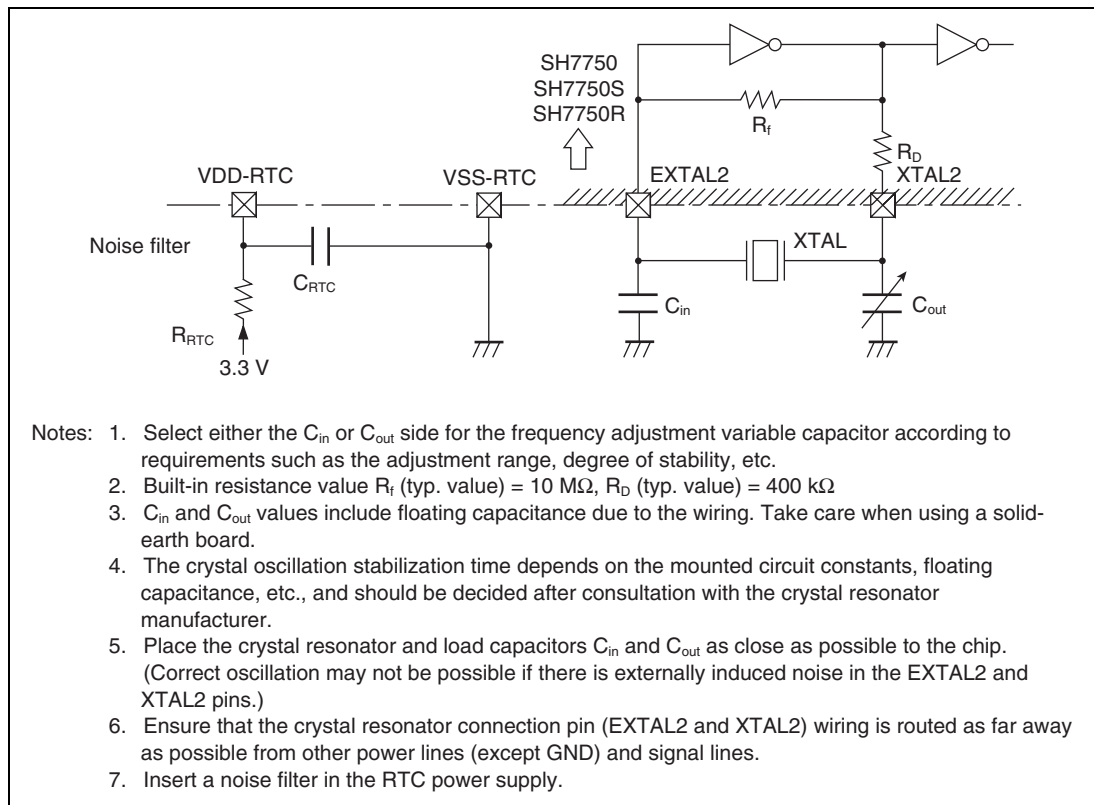 SH7750
SH7750S
SH7750R
Rf
RD
VDD-RTC
VSS-RTC
EXTAL2
XTAL2
Noise filter
CRTC
XTAL
Cin
Cout
RRTC
3.3 V
Notes: 1. Select either the Cin or Cout side for the frequency adjustment variable capacitor according to
requirements such as the adjustment range, degree of stability, etc.
2. Built-in resistance value Rf (typ. value) = 10 MΩ, RD (typ. value) = 400 kΩ
3. Cin and Cout values include floating capacitance due to the wiring. Take care when using a solid-
earth board.
4. The crystal oscillation stabilization time depends on the mounted circuit constants, floating
capacitance, etc., and should be decided after consultation with the crystal resonator
manufacturer.
5. Place the crystal resonator and load capacitors Cin and Cout as close as possible to the chip.
(Correct oscillation may not be possible if there is externally induced noise in the EXTAL2 and
XTAL2 pins.)
6. Ensure that the crystal resonator connection pin (EXTAL2 and XTAL2) wiring is routed as far away
as possible from other power lines (except GND) and signal lines.
7. Insert a noise filter in the RTC power supply.